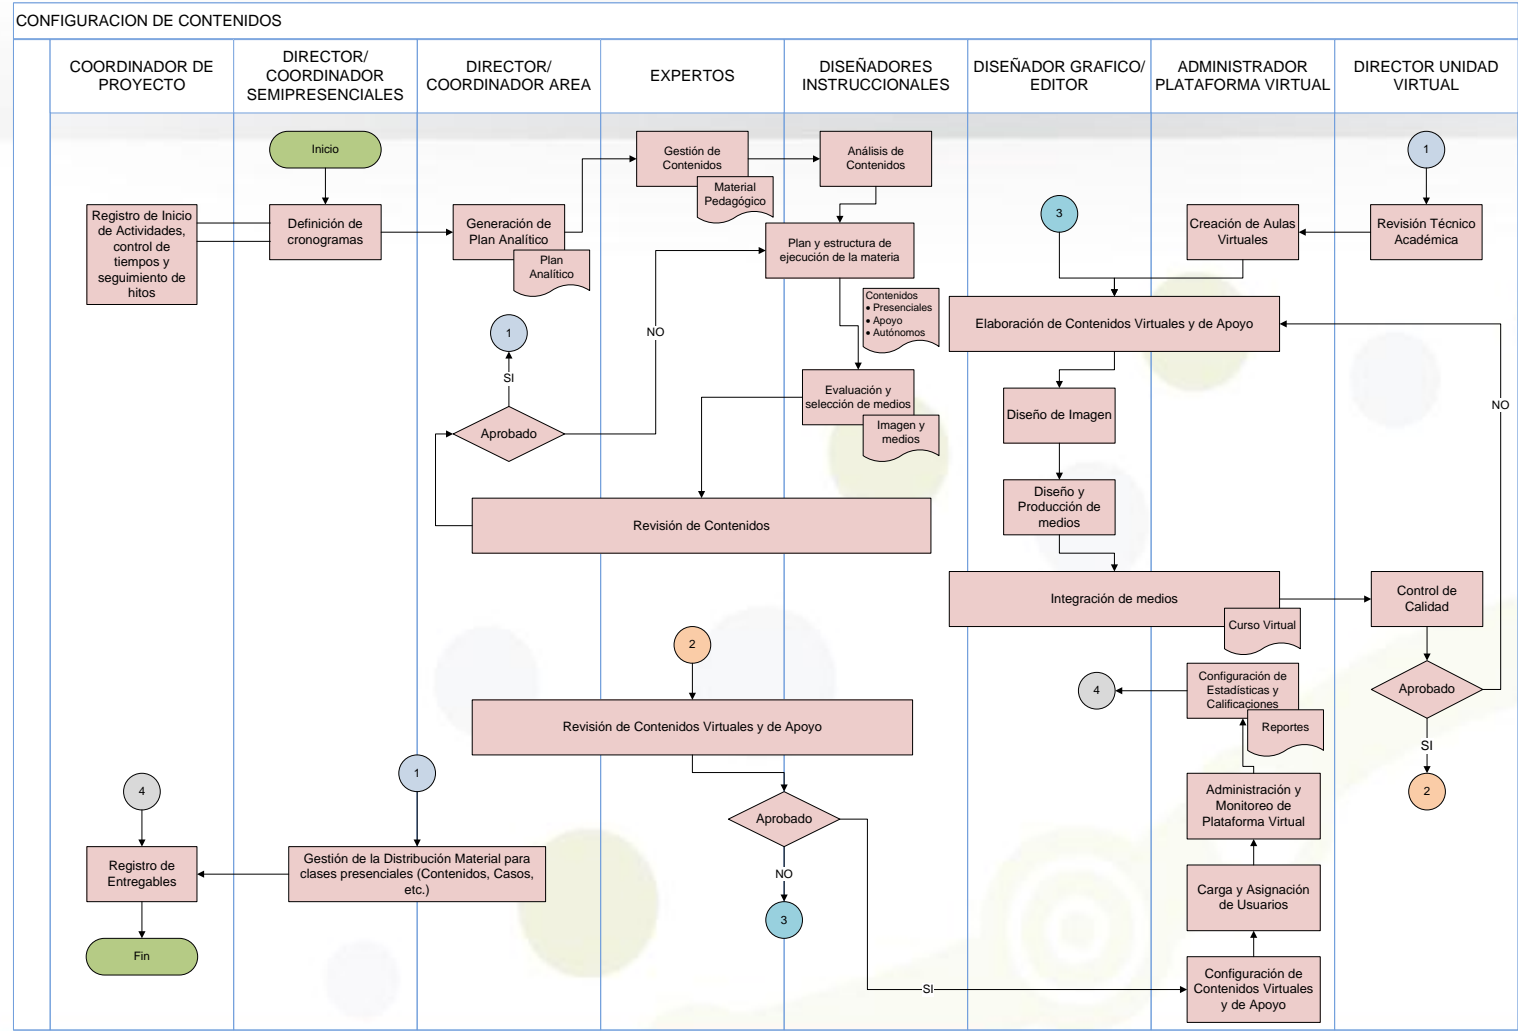 CONFIGURACION DE CONTENIDOS
COORDINADOR DE
PROYECTO
DIRECTOR/
COORDINADOR
SEMIPRESENCIALES
DIRECTOR/
COORDINADOR AREA
EXPERTOS
DISEÑADORES
INSTRUCCIONALES
DISEÑADOR GRAFICO/
EDITOR
ADMINISTRADOR
PLATAFORMA VIRTUAL
DIRECTOR UNIDAD
VIRTUAL
Inicio
Gestión de
Contenidos
Material
Pedagógico
Análisis de
Contenidos
1
Registro de Inicio
de Actividades,
control de
tiempos y
seguimiento de
hitos
Definición de
cronogramas
Generación de
Plan Analítico
Plan
Analítico
Plan y estructura de
ejecución de la materia
3
Creación de Aulas
Virtuales
Revisión Técnico
Académica
Contenidos
• Presenciales
• Apoyo
• Autónomos
Elaboración de Contenidos Virtuales y de Apoyo
1
NO
SI
Evaluación y
selección de medios
Imagen y
medios
Diseño de Imagen
NO
Aprobado
Diseño y
Producción de
medios
Revisión de Contenidos
Integración de medios
Curso Virtual
Control de
Calidad
2
Configuración de
Estadísticas y
Calificaciones
Reportes
4
Aprobado
Revisión de Contenidos Virtuales y de Apoyo
SI
1
4
Administración y
Monitoreo de
Plataforma Virtual
2
Aprobado
Registro de
Entregables
Gestión de la Distribución Material para
clases presenciales (Contenidos, Casos,
etc.)
NO
Carga y Asignación
de Usuarios
3
Fin
SI
Configuración de
Contenidos Virtuales
y de Apoyo